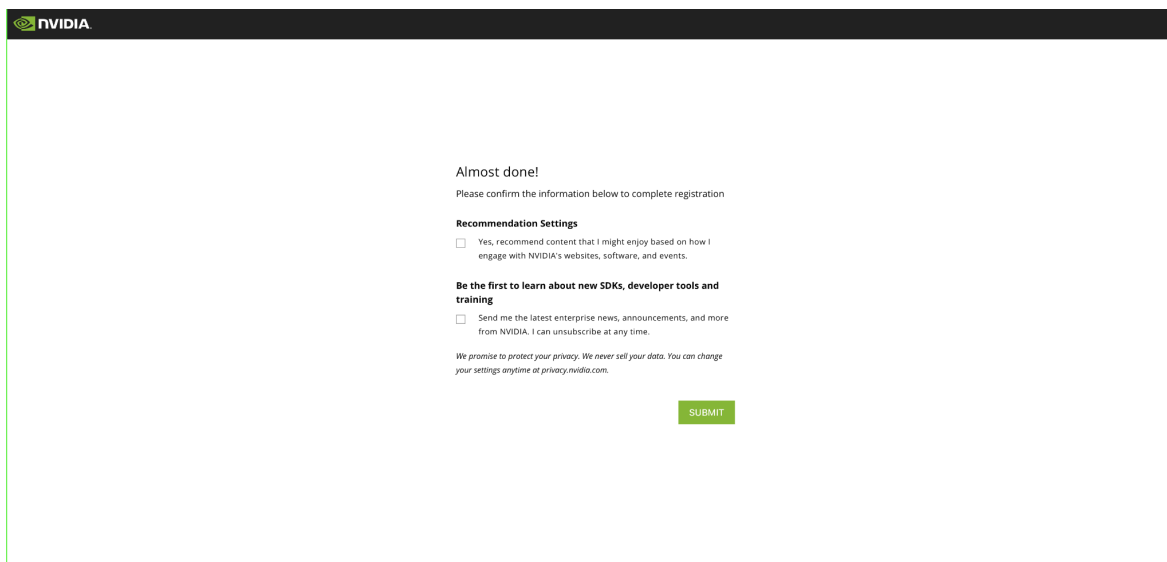 NVIDIA.
Almost done!
Please confirm the information below to complete registration
Recommendation Settings
Yes, recommend content that I might enjoy based on how I
engage with NVIDIA's websites, software, and events.
Be the first to learn about new SDKs, developer tools and
training
Send me the latest enterprise news, announcements, and more
from NVIDIA. I can unsubscribe at any time.
We promise to protect your privacy. We never sell your data. You can change
your settings anytime at privacy.nvidia.com.
SUBMIT